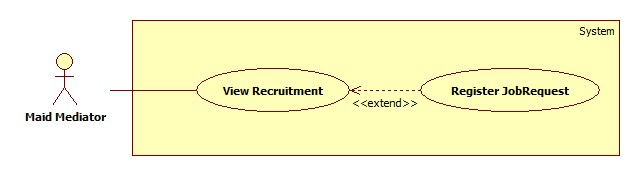 System
View Recruitment
Register JobRequest
<<extend>>
Maid Mediator